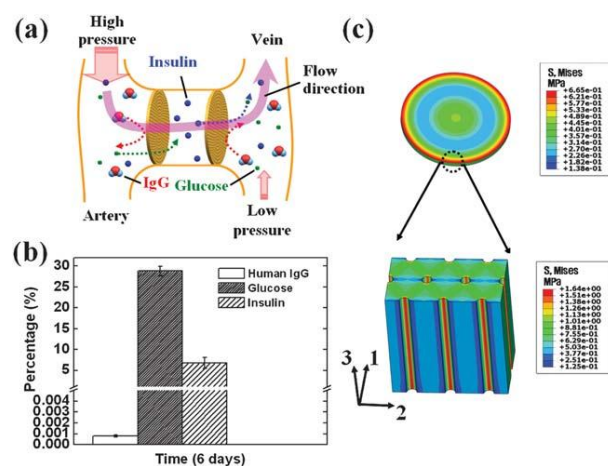 (a)
High
pressure
Insulin
Vein
Flow
direction
IgG
Glucose
Artery
Low
pressure
(b)
Percentage (%)
30
25
20
15
10
5
0.004
0.003
0.002
0.001
0.000
Human IgG
Glucose
Insulin
Time (6 days)
(c)
S, Mises
MPa
+6.65e-01
+6.21e-01
+5.77e-01
+5.33e-01
+4.89e-01
+4.45e-01
+4.01e-01
+3.57e-01
+3.14e-01
+2.70e-01
+2.26e-01
+1.82e-01
+1.38e-01
S, Mises
MPa
+1.64e+00
+1.51e+00
+1.38e+00
+1.26e+00
+1.13e+00
+1.01e+00
+8.81e-01
+7.55e-01
+6.29e-01
+5.03e-01
+3.77e-01
+2.51e-01
+1.25e-01
3
1
2